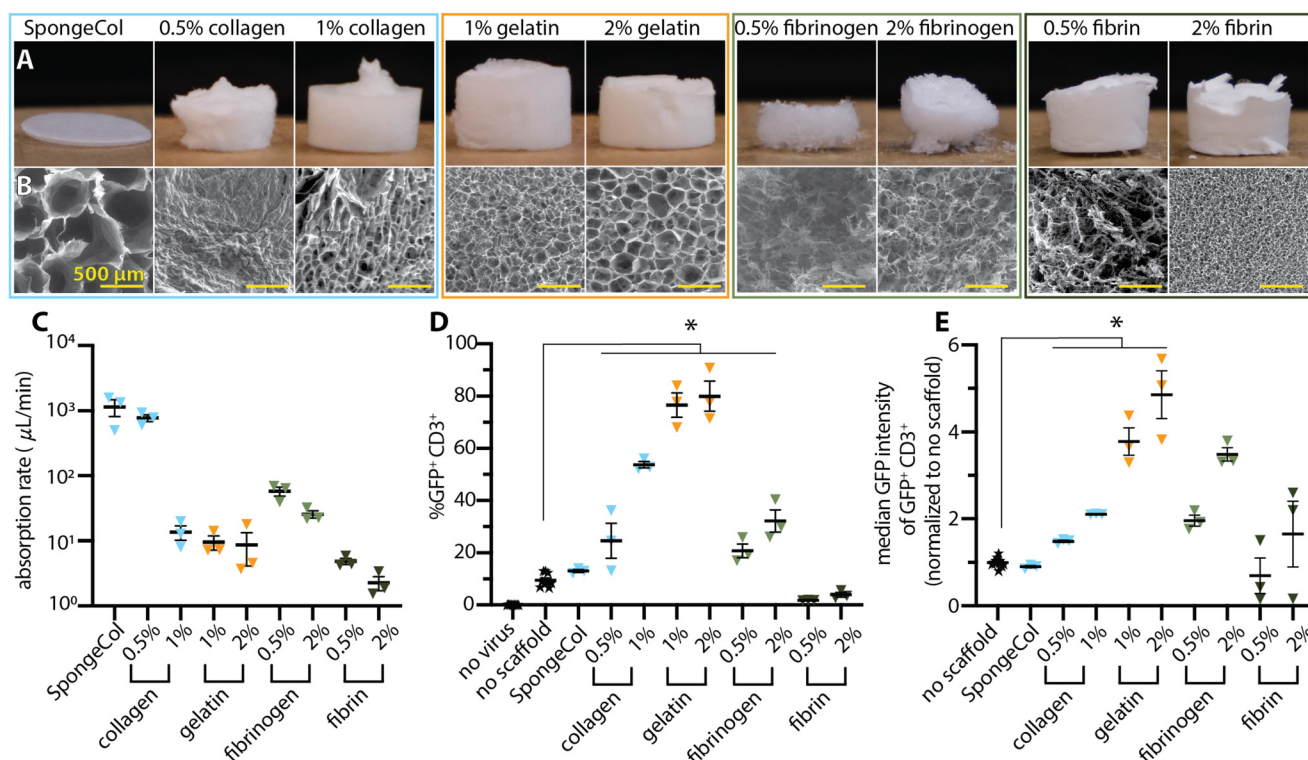 SpongeCol 0.5% collagen 1% collagen 1% gelatin 2% gelatin 0.5% fibrinogen 2% fibrinogen 0.5% fibrin 2% fibrin
A
B
500 µm
C
10⁴
10³
10²
10¹
10⁰
absorption rate ( µL/min)
SpongeCol 0.5% 1% 1% 2% 0.5% 2% 0.5% 2%
collagen gelatin fibrinogen fibrin
D
*
100
80
60
40
20
0
%GFP⁺ CD3⁺
no virus no scaffold SpongeCol 0.5% 1% 1% 2% 0.5% 2% 0.5% 2%
collagen gelatin fibrinogen fibrin
E
*
6
4
2
0
median GFP intensity
of GFP⁺ CD3⁺
(normalized to no scaffold)
no scaffold SpongeCol 0.5% 1% 1% 2% 0.5% 2% 0.5% 2%
collagen gelatin fibrinogen fibrin